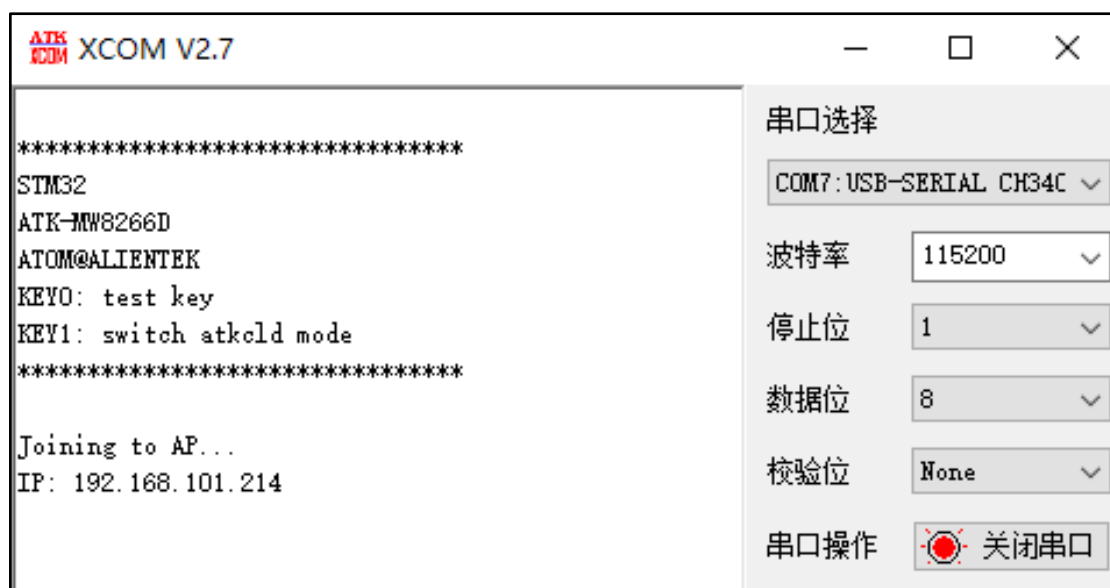 ATK
XCOM
XCOM V2.7
********************************
STM32
ATK-MW8266D
ATOM@ALIENTEK
KEY0: test key
KEY1: switch atkcld mode
********************************
Joining to AP...
IP: 192.168.101.214
串口选择
COM7:USB-SERIAL CH340
波特率
115200
停止位
1
数据位
8
校验位
None
串口操作
关闭串口